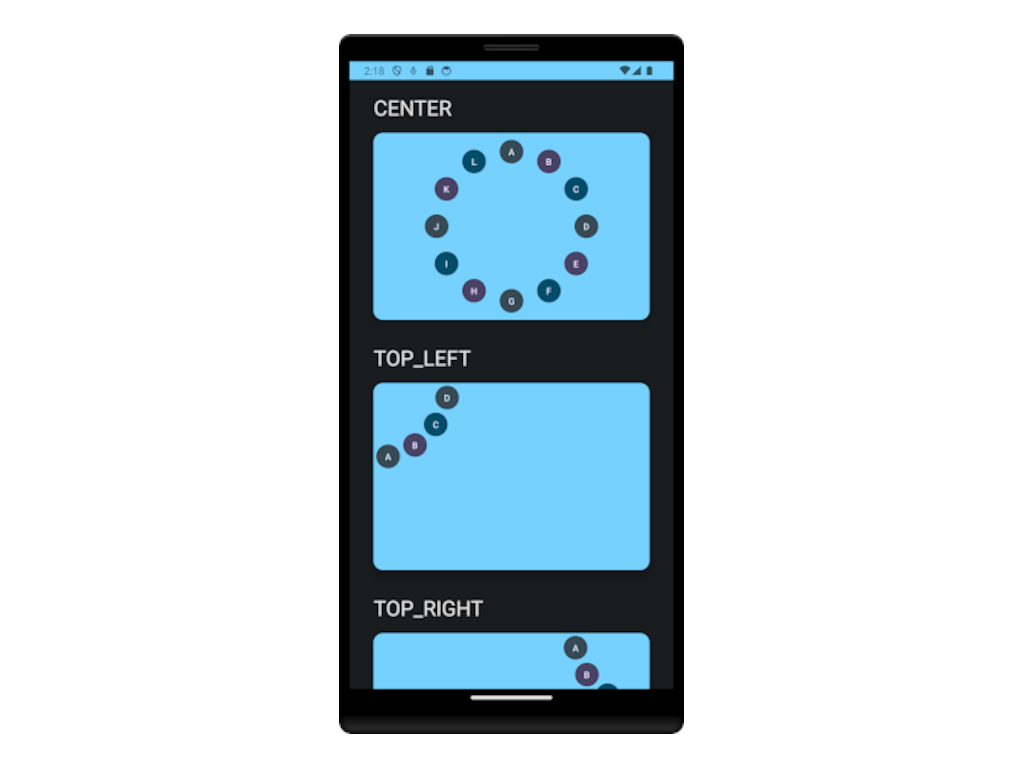 2:18
CENTER
A
L B
K C
J D
I E
H F
G
TOP_LEFT
D
C
B
A
TOP_RIGHT
A
B